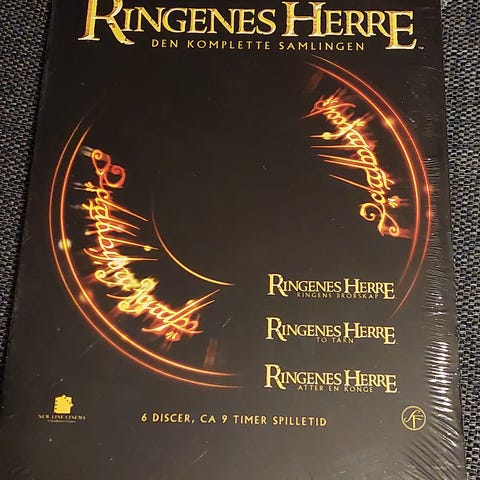 RINGENES HERRE
DEN KOMPLETTE SAMLINGEN
RINGENES HERRE
RINGENS BRORSKAP
RINGENES HERRE
TO TÅRN
RINGENES HERRE
ATTER EN KONGE
NEW LINE CINEMA
6 DISCER, CA 9 TIMER SPILLETID
SF